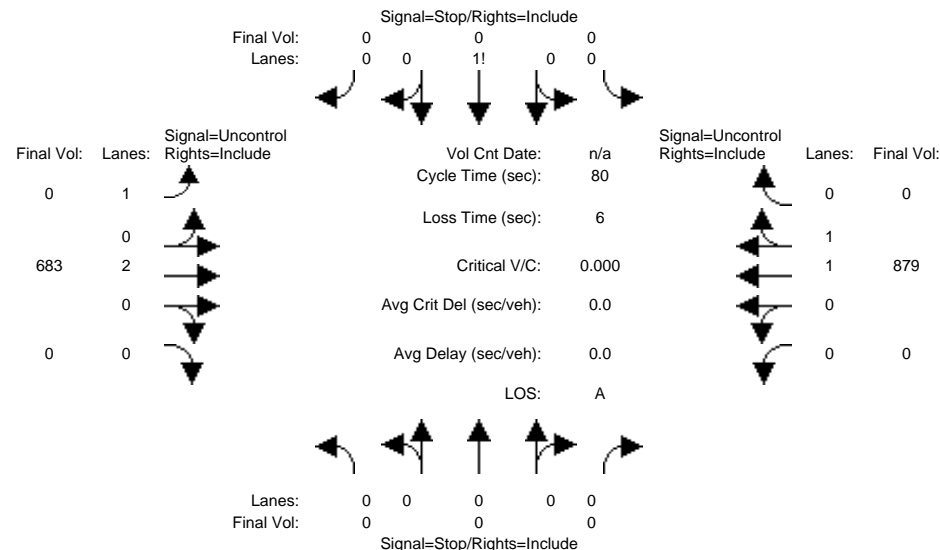 Signal=Stop/Rights=Include
Final Vol: 0 0 0
Lanes: 0 0 1! 0 0
Signal=Uncontrol
Final Vol: Lanes: Rights=Include
Vol Cnt Date: n/a
Signal=Uncontrol
Rights=Include Lanes: Final Vol:
Cycle Time (sec): 80
0 1
0 0
Loss Time (sec): 6
0
1
683 2
Critical V/C: 0.000
1 879
0
Avg Crit Del (sec/veh): 0.0
0
0 0
Avg Delay (sec/veh): 0.0
0 0
LOS: A
Lanes: 0 0 0 0 0
Final Vol: 0 0 0
Signal=Stop/Rights=Include